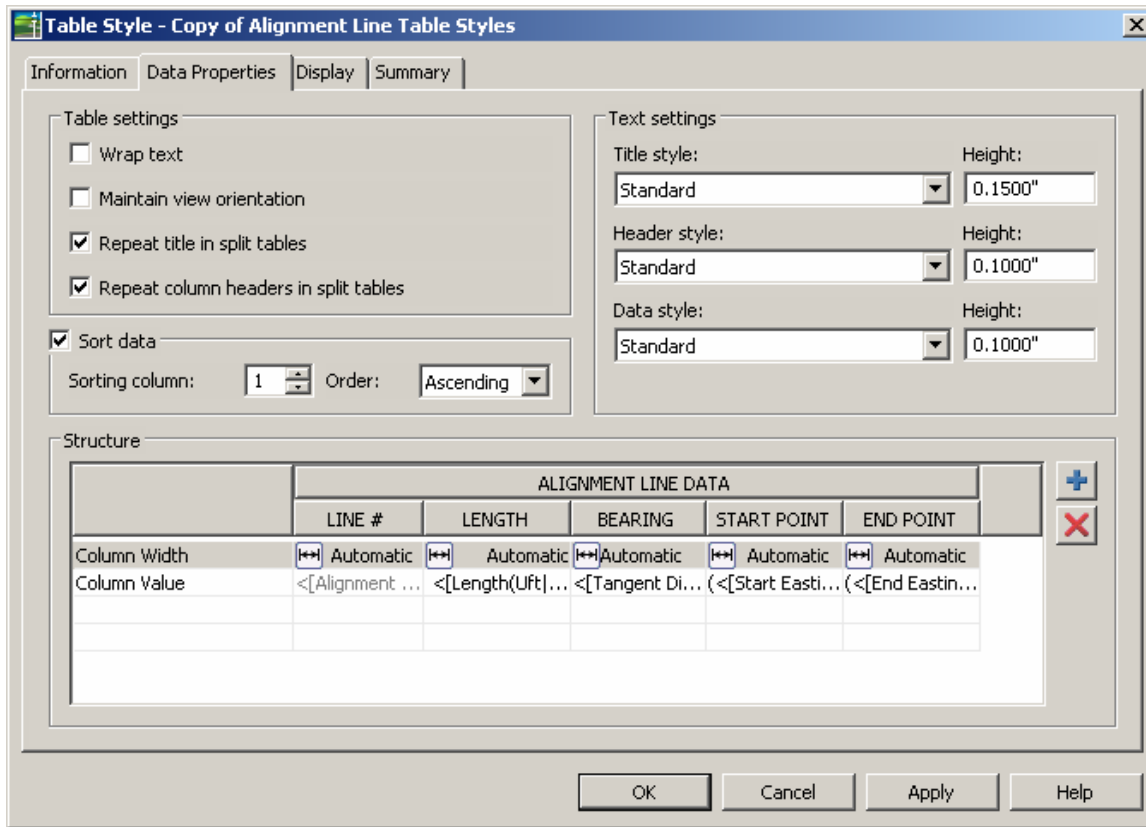 Table Style - Copy of Alignment Line Table Styles
Information Data Properties Display Summary
Table settings
Wrap text
Maintain view orientation
Repeat title in split tables
Repeat column headers in split tables
Sort data
Sorting column: 1 Order: Ascending
Text settings
Title style: Height:
Standard 0.1500"
Header style: Height:
Standard 0.1000"
Data style: Height:
Standard 0.1000"
Structure
ALIGNMENT LINE DATA
LINE # LENGTH BEARING START POINT END POINT
Column Width Automatic Automatic Automatic Automatic Automatic
Column Value <[Alignment ... <[Length(Uft|... <[Tangent Di... (<[Start Easti... (<[End Eastin...
OK Cancel Apply Help